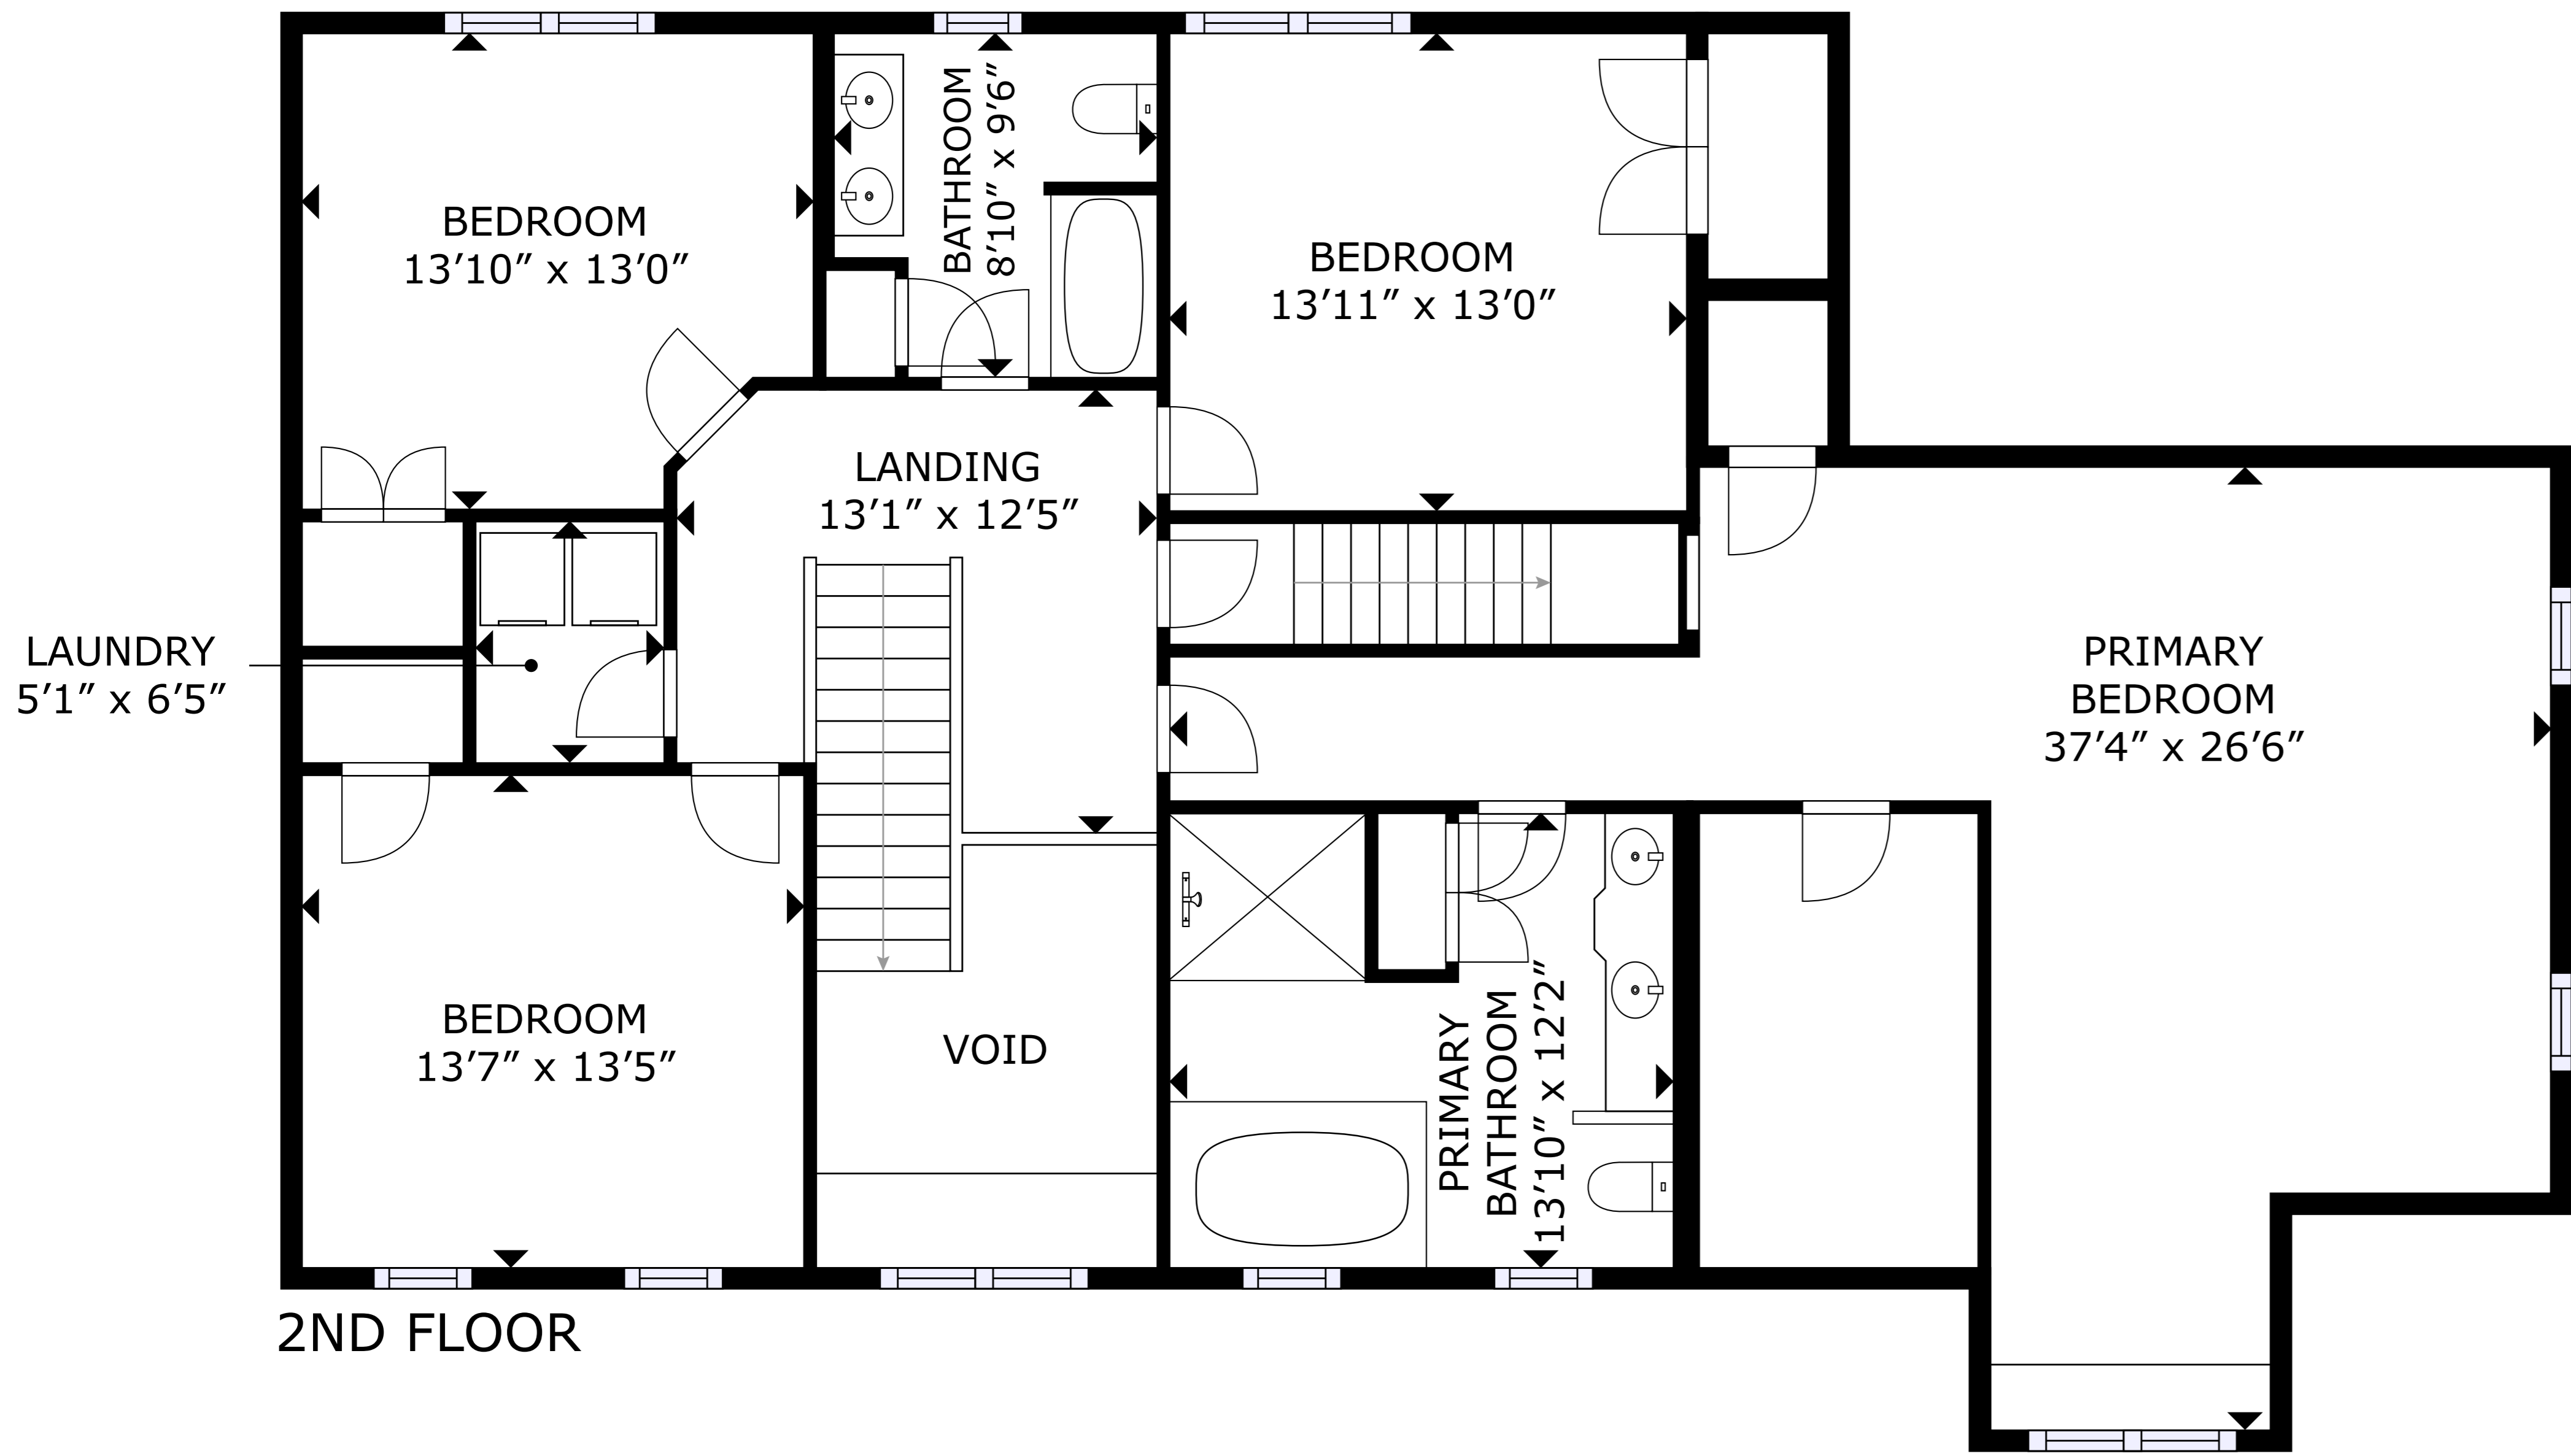 BEDROOM
13′10″ x 13′0″
BATHROOM
8′10″ x 9′6″
BEDROOM
13′11″ x 13′0″
LANDING
13′1″ x 12′5″
LAUNDRY
5′1″ x 6′5″
PRIMARY
BEDROOM
37′4″ x 26′6″
BEDROOM
13′7″ x 13′5″
VOID
PRIMARY
BATHROOM
13′10″ x 12′2″
2ND FLOOR